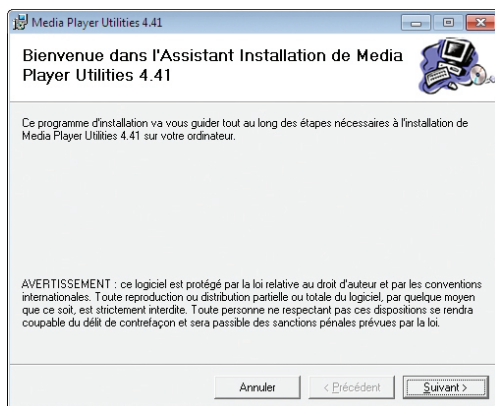 Media Player Utilities 4.41
Bienvenue dans l'Assistant Installation de Media
Player Utilities 4.41
Ce programme d'installation va vous guider tout au long des étapes nécessaires à l'installation de
Media Player Utilities 4.41 sur votre ordinateur.
AVERTISSEMENT : ce logiciel est protégé par la loi relative au droit d'auteur et par les conventions
internationales. Toute reproduction ou distribution partielle ou totale du logiciel, par quelque moyen
que ce soit, est strictement interdite. Toute personne ne respectant pas ces dispositions se rendra
coupable du délit de contrefaçon et sera passible des sanctions pénales prévues par la loi.
Annuler
< Précédent
Suivant >